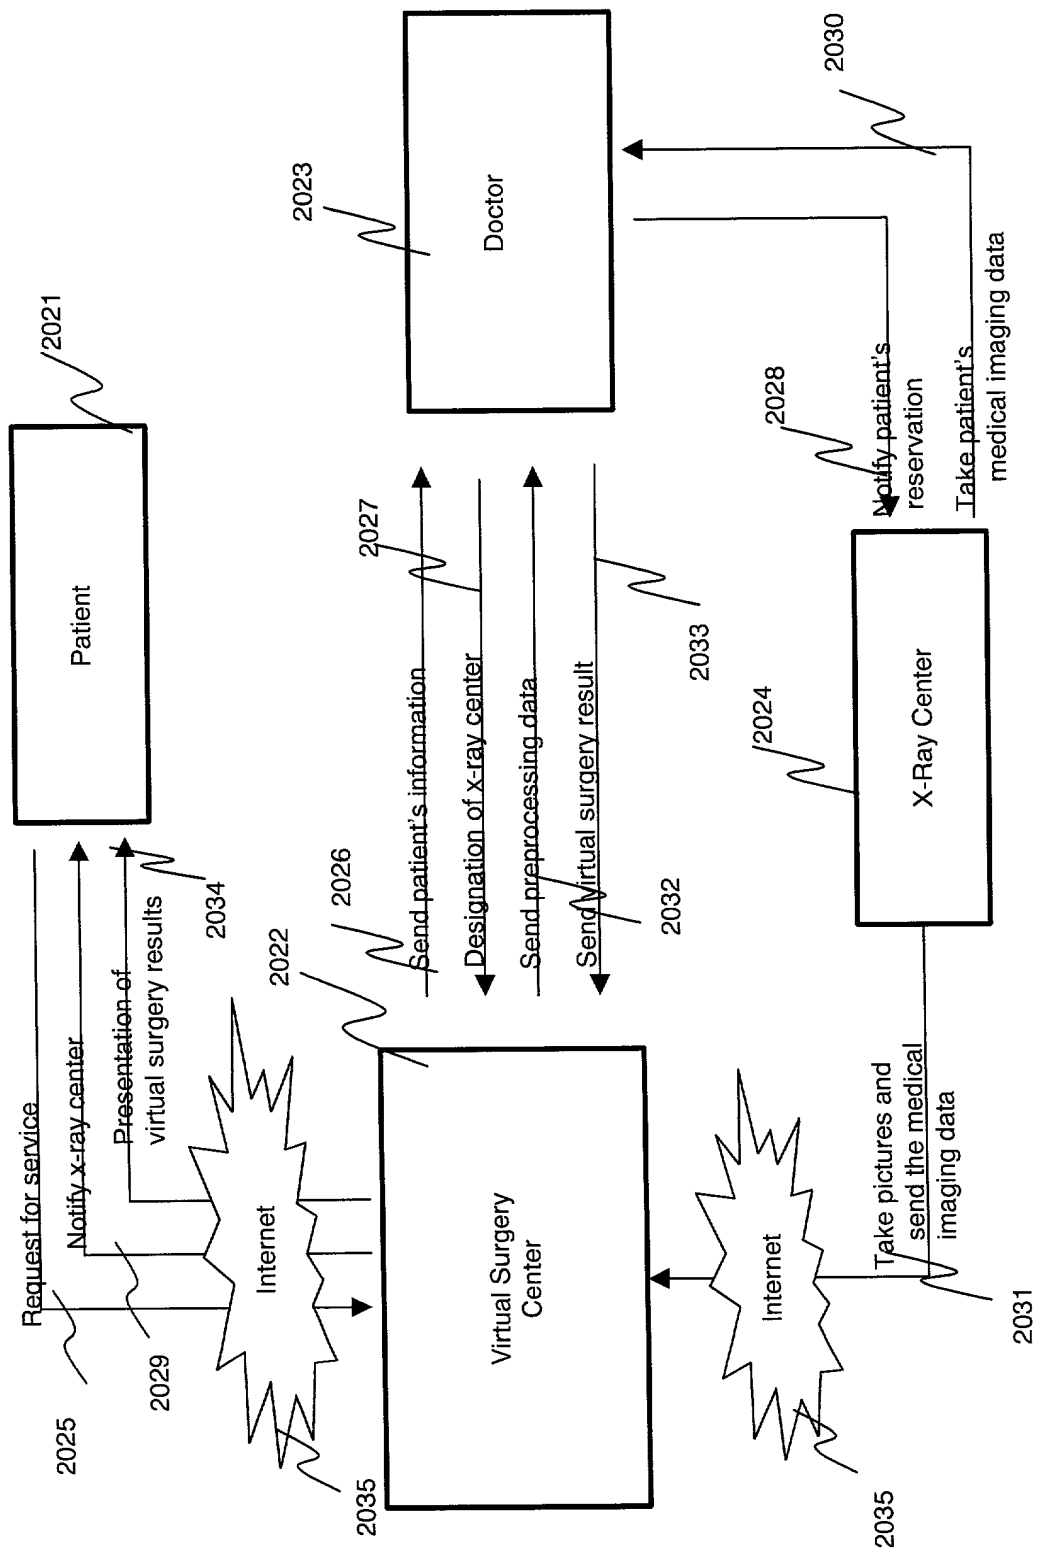 2025
Request for service
2029
Notify x-ray center
Presentation of
virtual surgery results
2034
Patient
2021
Internet
2035
2022
2026
Virtual Surgery
Center
Send patient's information
2027
Designation of x-ray center
Send preprocessing data
Send Virtual surgery result
2032
2033
Doctor
2023
Internet
2035
Take pictures and
send the medical
imaging data
2031
X-Ray Center
2024
2028
Notify patient's
reservation
Take patient's
medical imaging data
2030